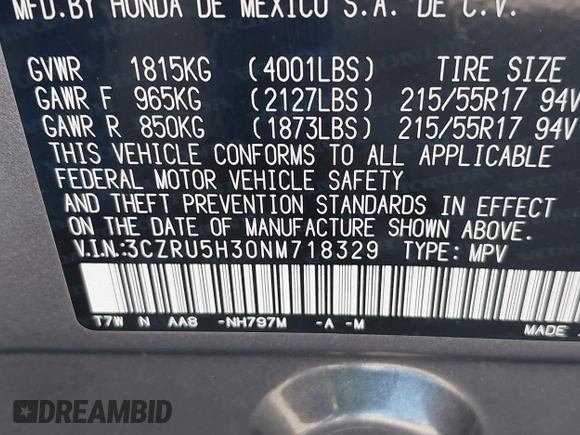 MFD.BY HONDA DE MEXICO S.A. DE C.V.
GVWR 1815KG (4001LBS) TIRE SIZE
GAWR F 965KG (2127LBS) 215/55R17 94V
GAWR R 850KG (1873LBS) 215/55R17 94V
THIS VEHICLE CONFORMS TO ALL APPLICABLE
FEDERAL MOTOR VEHICLE SAFETY
AND THEFT PREVENTION STANDARDS IN EFFECT
ON THE DATE OF MANUFACTURE SHOWN ABOVE.
V.I.N:3CZRU5H30NM718329 TYPE: MPV
T7W N AA8 -NH797M -A -M
MADE
DREAMBID